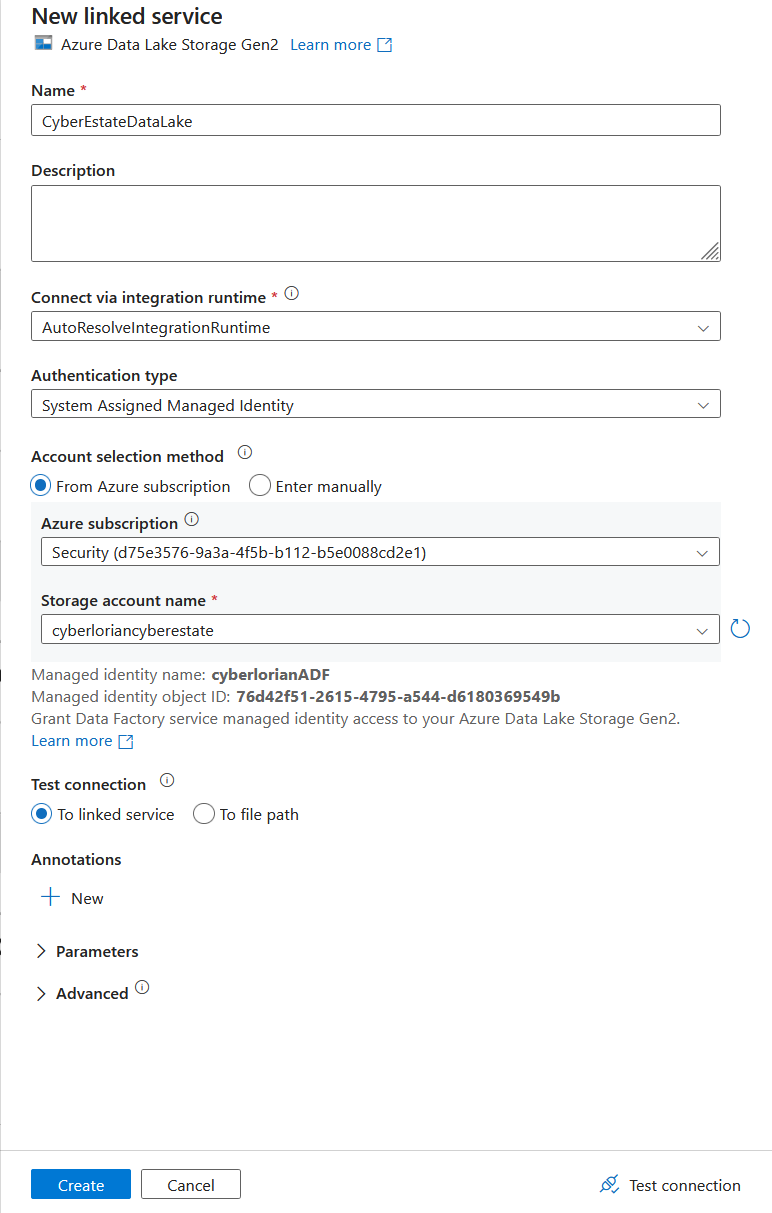 New linked service
Azure Data Lake Storage Gen2 Learn more
Name *
CyberEstateDataLake
Description
Connect via integration runtime *
AutoResolveIntegrationRuntime
Authentication type
System Assigned Managed Identity
Account selection method
From Azure subscription Enter manually
Azure subscription
Security (d75e3576-9a3a-4f5b-b112-b5e0088cd2e1)
Storage account name *
cyberloriancyberestate
Managed identity name: cyberlorianADF
Managed identity object ID: 76d42f51-2615-4795-a544-d6180369549b
Grant Data Factory service managed identity access to your Azure Data Lake Storage Gen2.
Learn more
Test connection
To linked service To file path
Annotations
New
Parameters
Advanced
Create Cancel Test connection